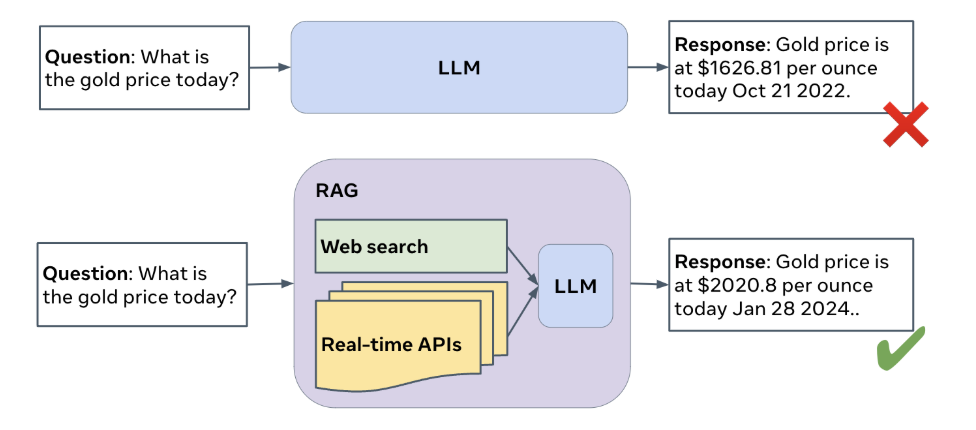 Question: What is
the gold price today?
LLM
Response: Gold price is
at $1626.81 per ounce
today Oct 21 2022.
RAG
Web search
Real-time APIs
LLM
Question: What is
the gold price today?
Response: Gold price is
at $2020.8 per ounce
today Jan 28 2024..